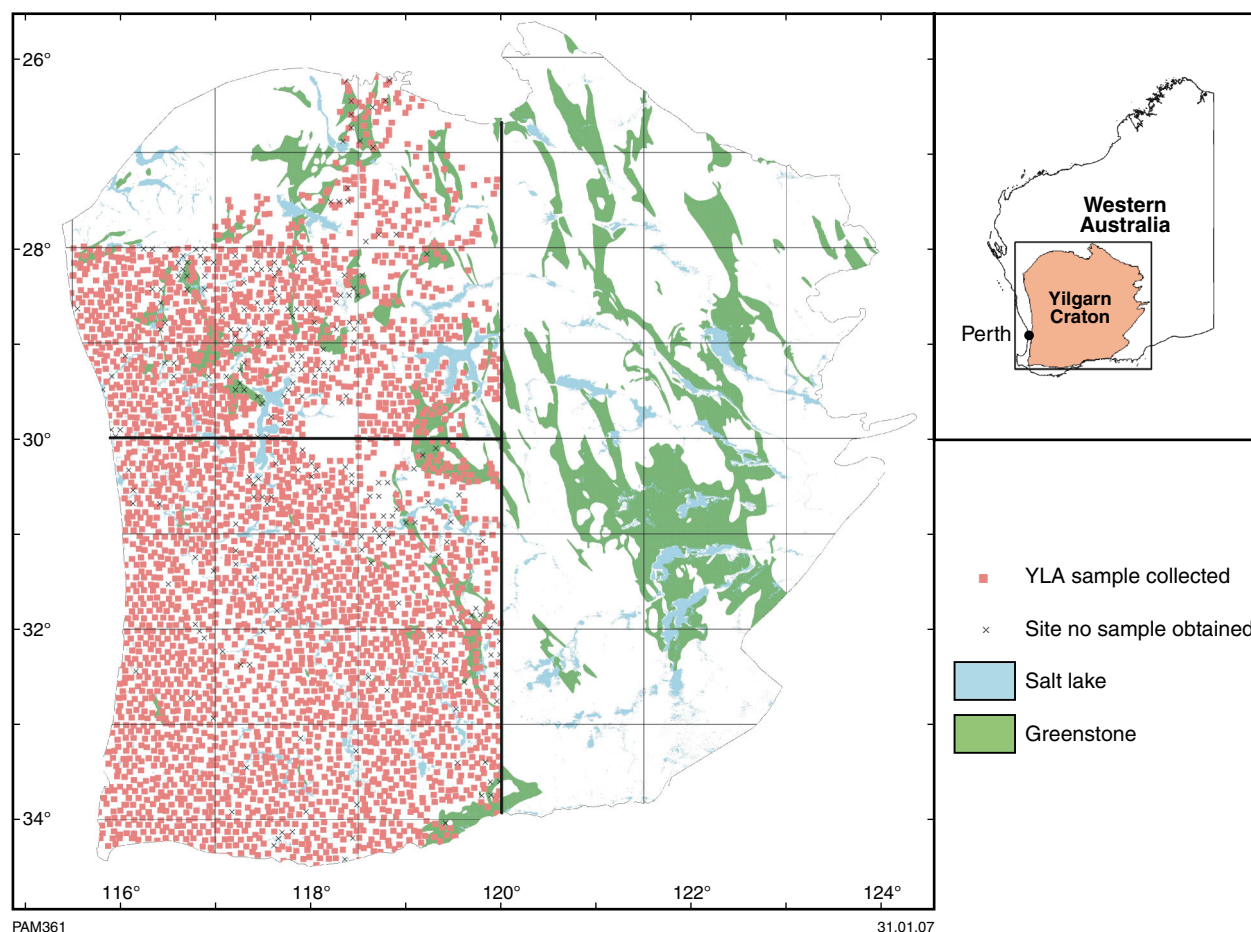 26°
28°
30°
32°
34°
116°
118°
120°
122°
124°
Western
Australia
Yilgarn
Craton
Perth
YLA sample collected
Site no sample obtained
Salt lake
Greenstone
PAM361
31.01.07